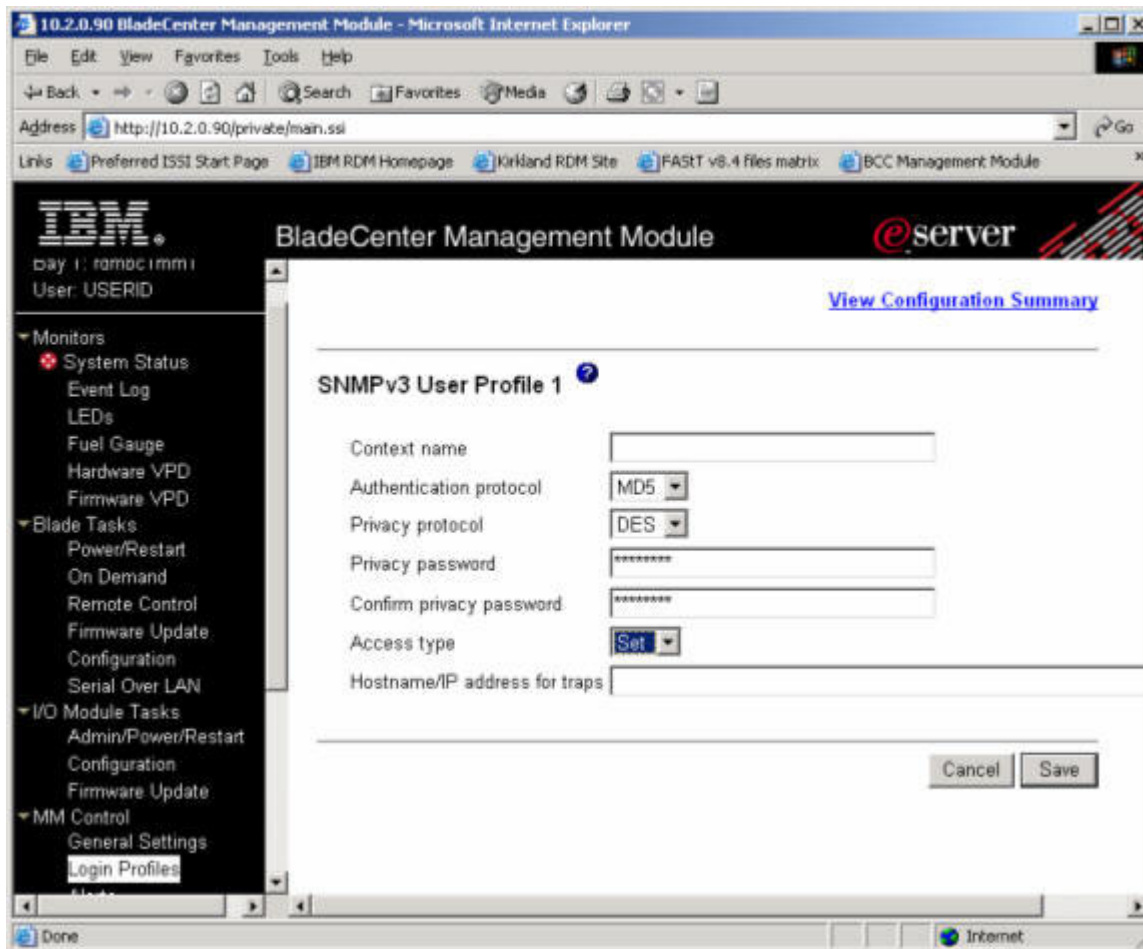 10.2.0.90 BladeCenter Management Module - Microsoft Internet Explorer
File Edit View Favorites Tools Help
Back Search Favorites Media
Address http://10.2.0.90/private/main.ssi Go
Links Preferred ISSI Start Page IBM RDM Homepage Kirkland RDM Site FAStT v8.4 files matrix BCC Management Module »
IBM. BladeCenter Management Module eserver
User: USERID
View Configuration Summary
Monitors
System Status
Event Log
LEDs
Fuel Gauge
Hardware VPD
Firmware VPD
Blade Tasks
Power/Restart
On Demand
Remote Control
Firmware Update
Configuration
Serial Over LAN
I/O Module Tasks
Admin/Power/Restart
Configuration
Firmware Update
MM Control
General Settings
Login Profiles
SNMPv3 User Profile 1 ?
Context name
Authentication protocol MD5
Privacy protocol DES
Privacy password ********
Confirm privacy password ********
Access type Set
Hostname/IP address for traps
Cancel Save
Done Internet